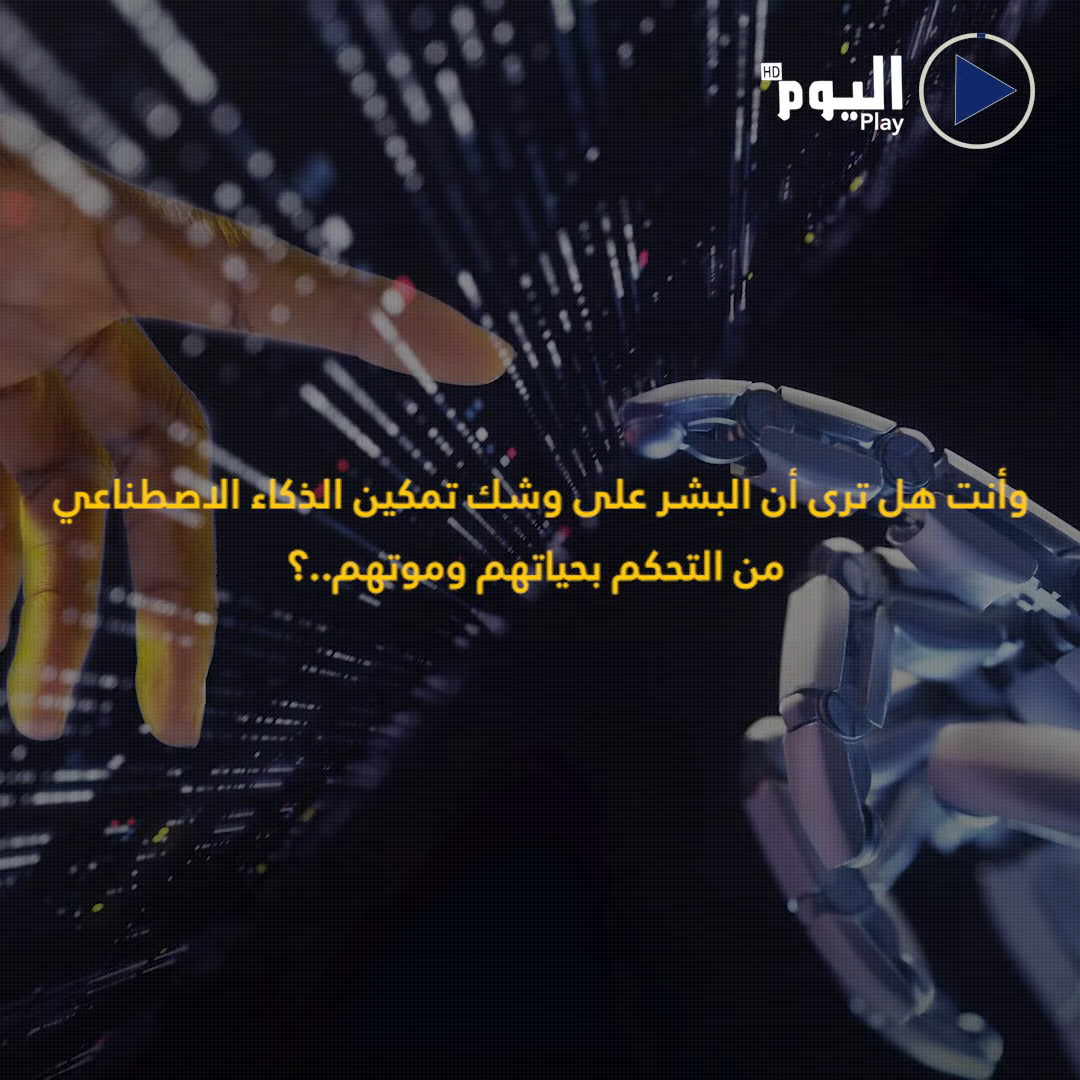 HD
اليوم
Play
وأنت هل ترى أن البشر على وشك تمكين الذكاء الاصطناعي
من التحكم بحياتهم وموتهم..؟